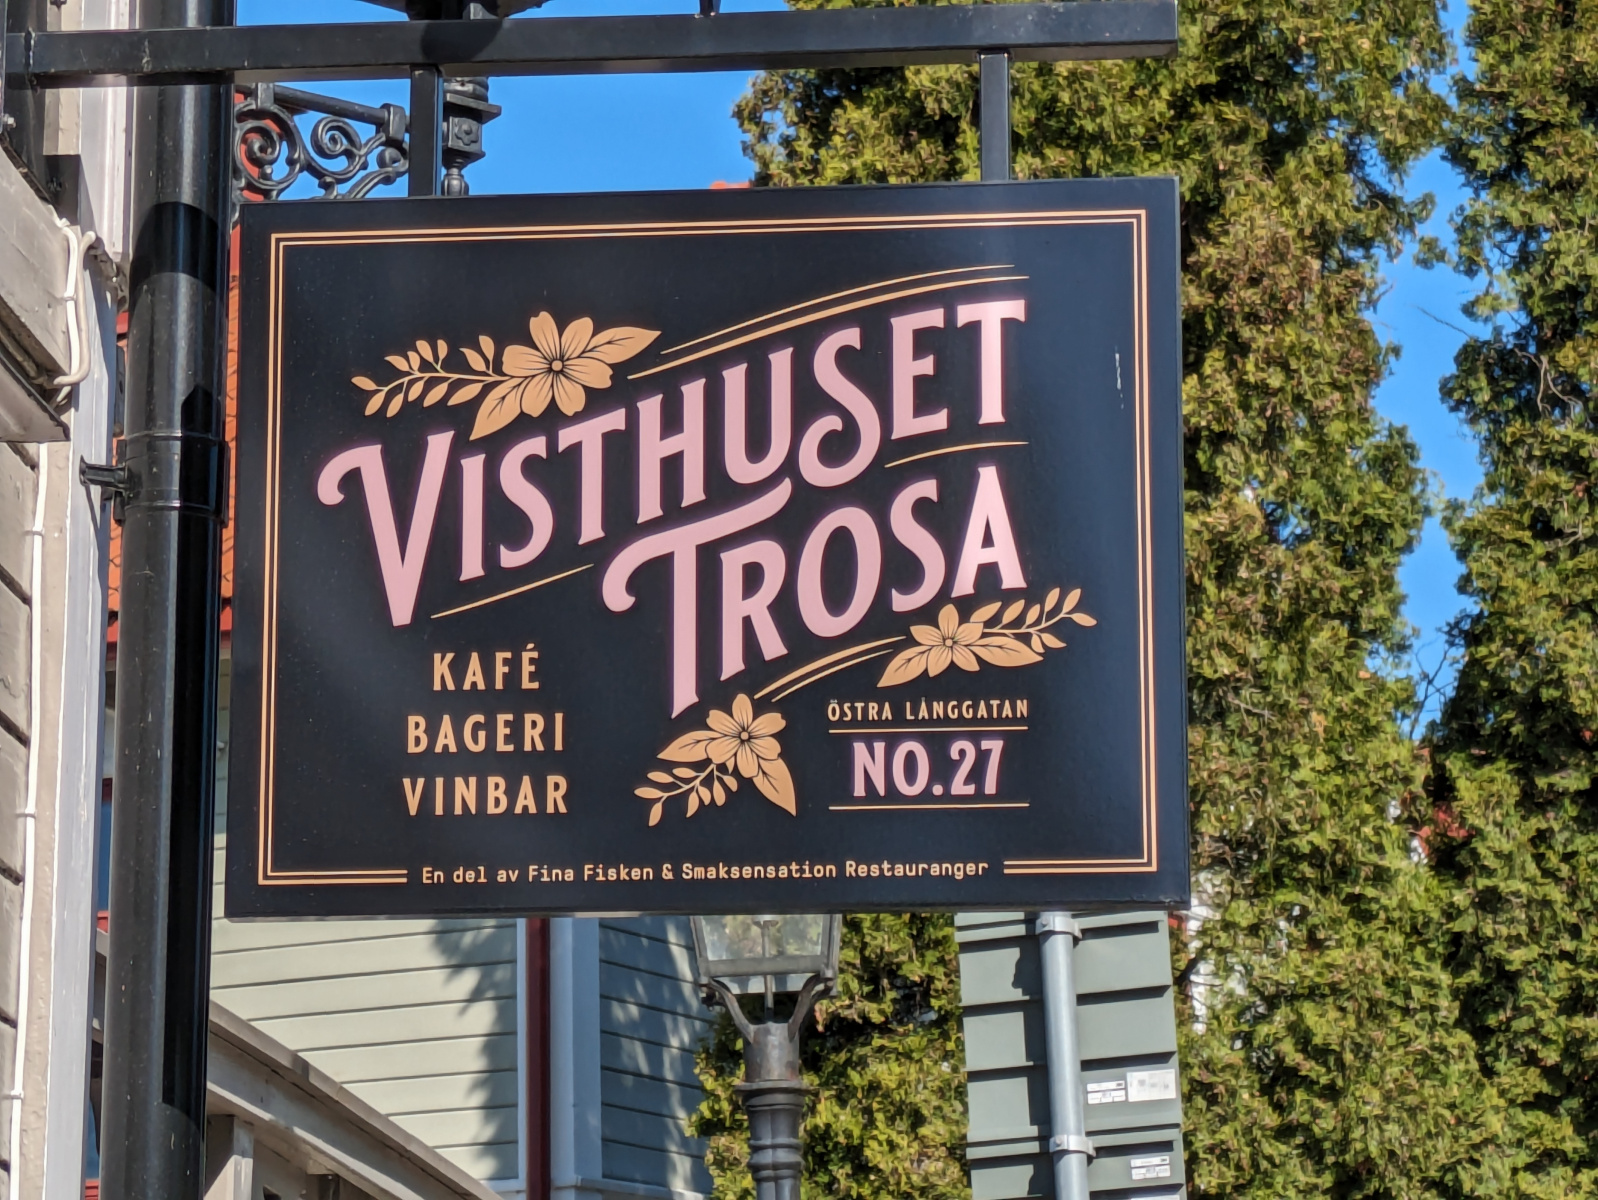 VISTHUSET
TROSA
KAFÉ
BAGERI
VINBAR
ÖSTRA LÅNGGATAN
NO.27
En del av Fina Fisken & Smaksensation Restauranger